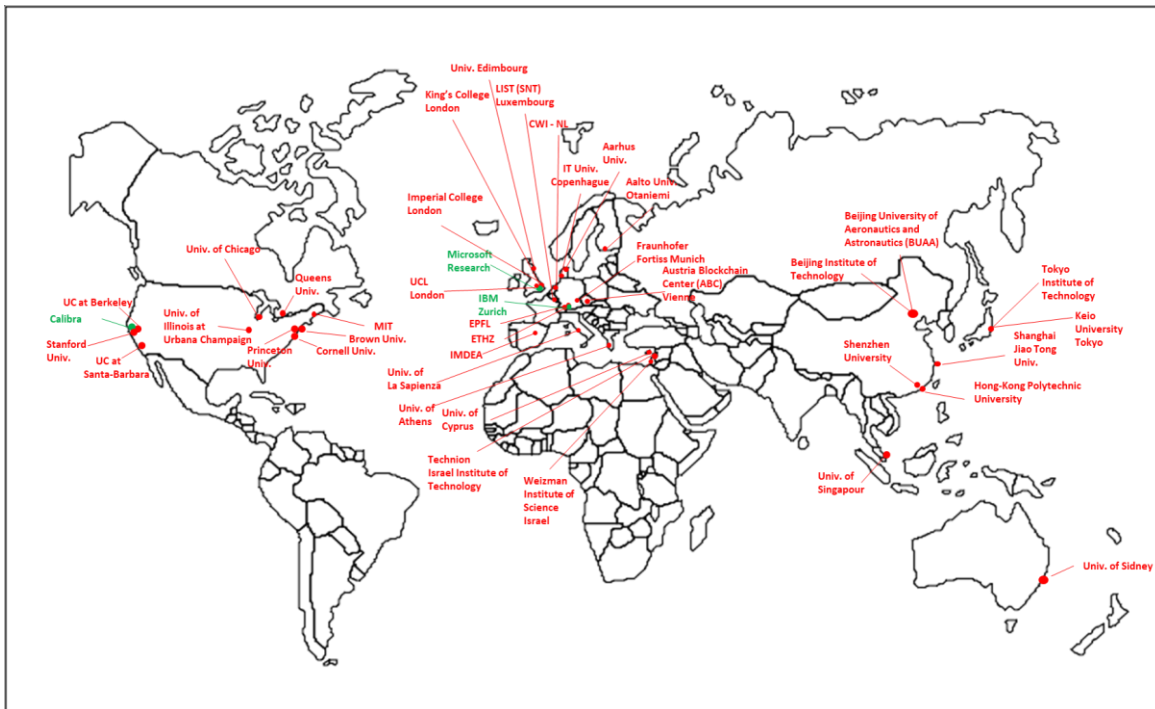 Univ. Edimbourg
King's College
London
LIST (SNT)
Luxembourg
CWI - NL
Aarhus
Univ.
IT Univ.
Copenhague
Aalto Univ.
Otaniemi
Imperial College
London
Microsoft
Research
UCL
London
IBM
Zurich
EPFL
ETHZ
IMDEA
Fraunhofer
Fortiss Munich
Austria Blockchain
Center (ABC)
Vienne
Univ. of
La Sapienza
Univ. of
Athens
Univ. of
Cyprus
Technion
Israel Institute of
Technology
Weizman
Institute of
Science
Israel
Univ. of Chicago
Queens
Univ.
UC at Berkeley
Calibra
Stanford
Univ.
UC at
Santa-Barbara
Univ. of
Illinois at
Urbana Champaign
Princeton
Univ.
MIT
Brown Univ.
Cornell Univ.
Beijing University of
Aeronautics and
Astronautics (BUAA)
Beijing Institute of
Technology
Tokyo
Institute of
Technology
Keio
University
Tokyo
Shanghai
Jiao Tong
Univ.
Shenzhen
University
Hong-Kong Polytechnic
University
Univ. of
Singapour
Univ. of Sidney